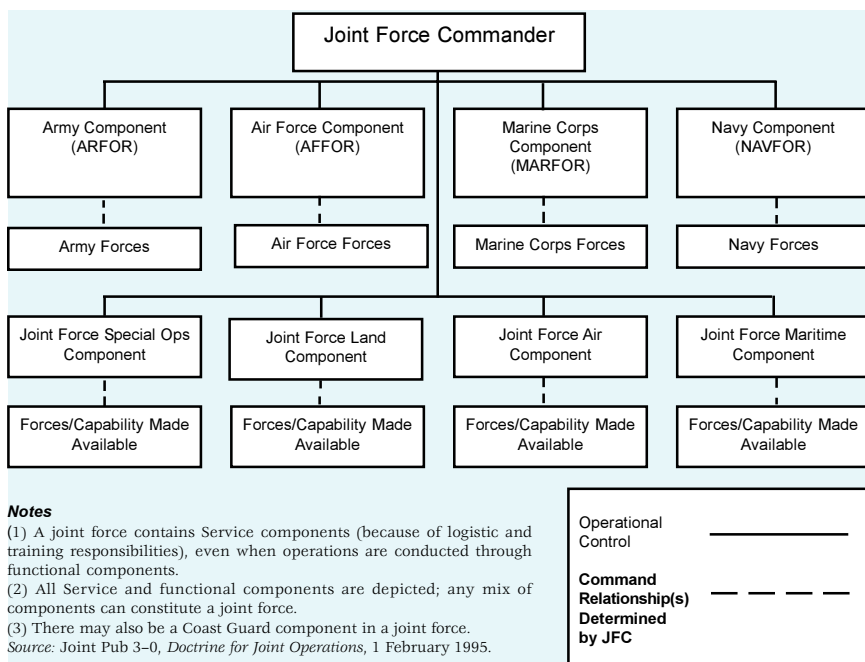 Joint Force Commander
Army Component
(ARFOR)
Air Force Component
(AFFOR)
Marine Corps
Component
(MARFOR)
Navy Component
(NAVFOR)
Army Forces
Air Force Forces
Marine Corps Forces
Navy Forces
Joint Force Special Ops
Component
Joint Force Land
Component
Joint Force Air
Component
Joint Force Maritime
Component
Forces/Capability Made
Available
Forces/Capability Made
Available
Forces/Capability Made
Available
Forces/Capability Made
Available
Notes
(1) A joint force contains Service components (because of logistic and
training responsibilities), even when operations are conducted through
functional components.
(2) All Service and functional components are depicted; any mix of
components can constitute a joint force.
(3) There may also be a Coast Guard component in a joint force.
Source: Joint Pub 3–0, Doctrine for Joint Operations, 1 February 1995.
Operational
Control
Command
Relationship(s)
Determined
by JFC